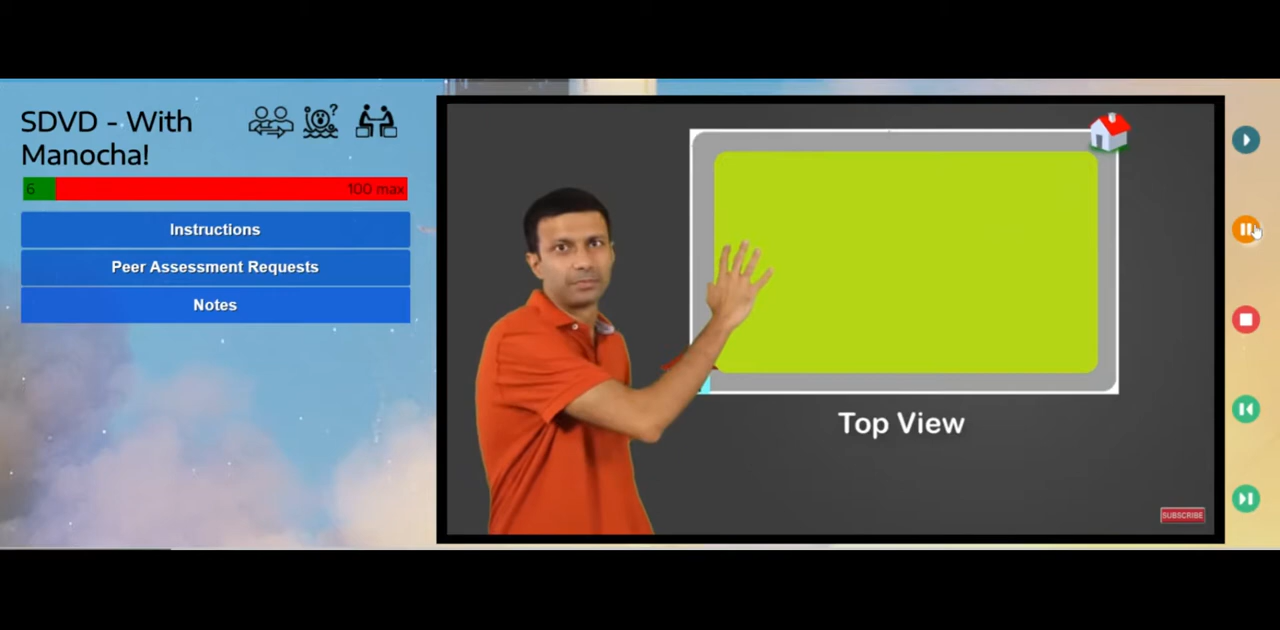 SDVD - With
Manocha!
6
100 max
Instructions
Peer Assessment Requests
Notes
Top View
SUBSCRIBE